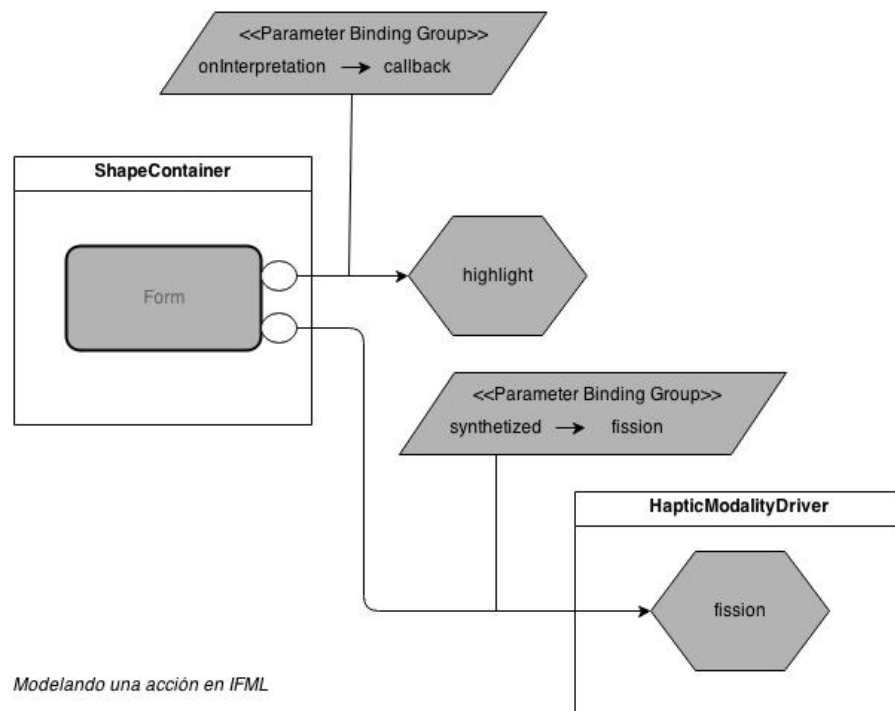 <<Parameter Binding Group>>
onInterpretation → callback
ShapeContainer
Form
highlight
<<Parameter Binding Group>>
synthetized → fission
HapticModalityDriver
fission
Modelando una acción en IFML